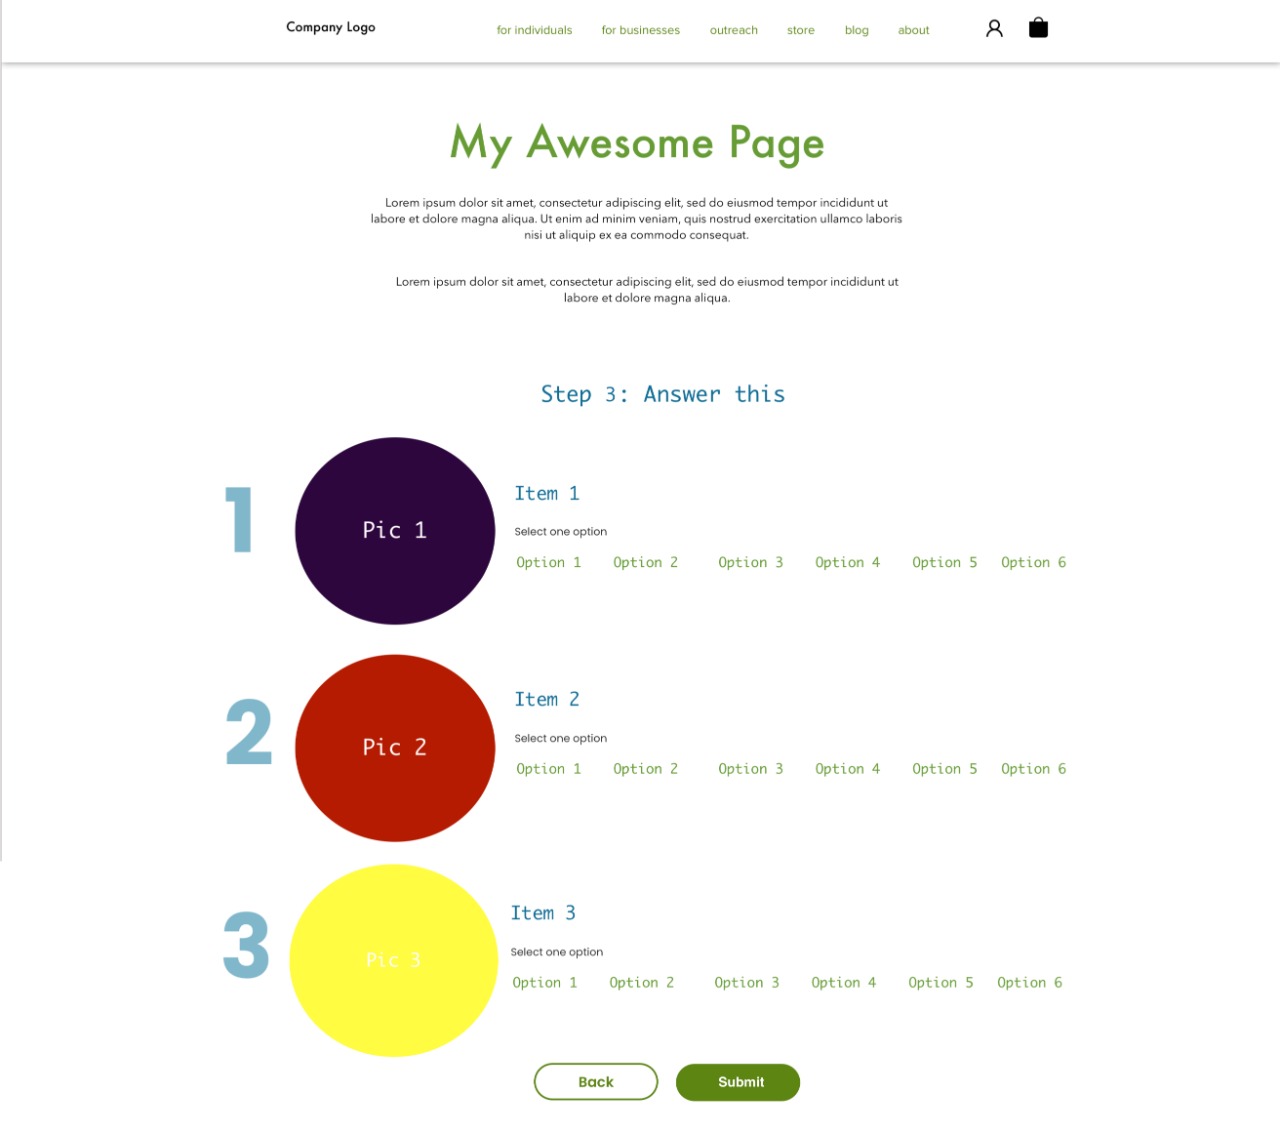 Company Logo
for individuals for businesses outreach store blog about
My Awesome Page
Lorem ipsum dolor sit amet, consectetur adipiscing elit, sed do eiusmod tempor incididunt ut
labore et dolore magna aliqua. Ut enim ad minim veniam, quis nostrud exercitation ullamco laboris
nisi ut aliquip ex ea commodo consequat.
Lorem ipsum dolor sit amet, consectetur adipiscing elit, sed do eiusmod tempor incididunt ut
labore et dolore magna aliqua.
Step 3: Answer this
1
Pic 1
Item 1
Select one option
Option 1 Option 2 Option 3 Option 4 Option 5 Option 6
2
Pic 2
Item 2
Select one option
Option 1 Option 2 Option 3 Option 4 Option 5 Option 6
3
Pic 3
Item 3
Select one option
Option 1 Option 2 Option 3 Option 4 Option 5 Option 6
Back Submit